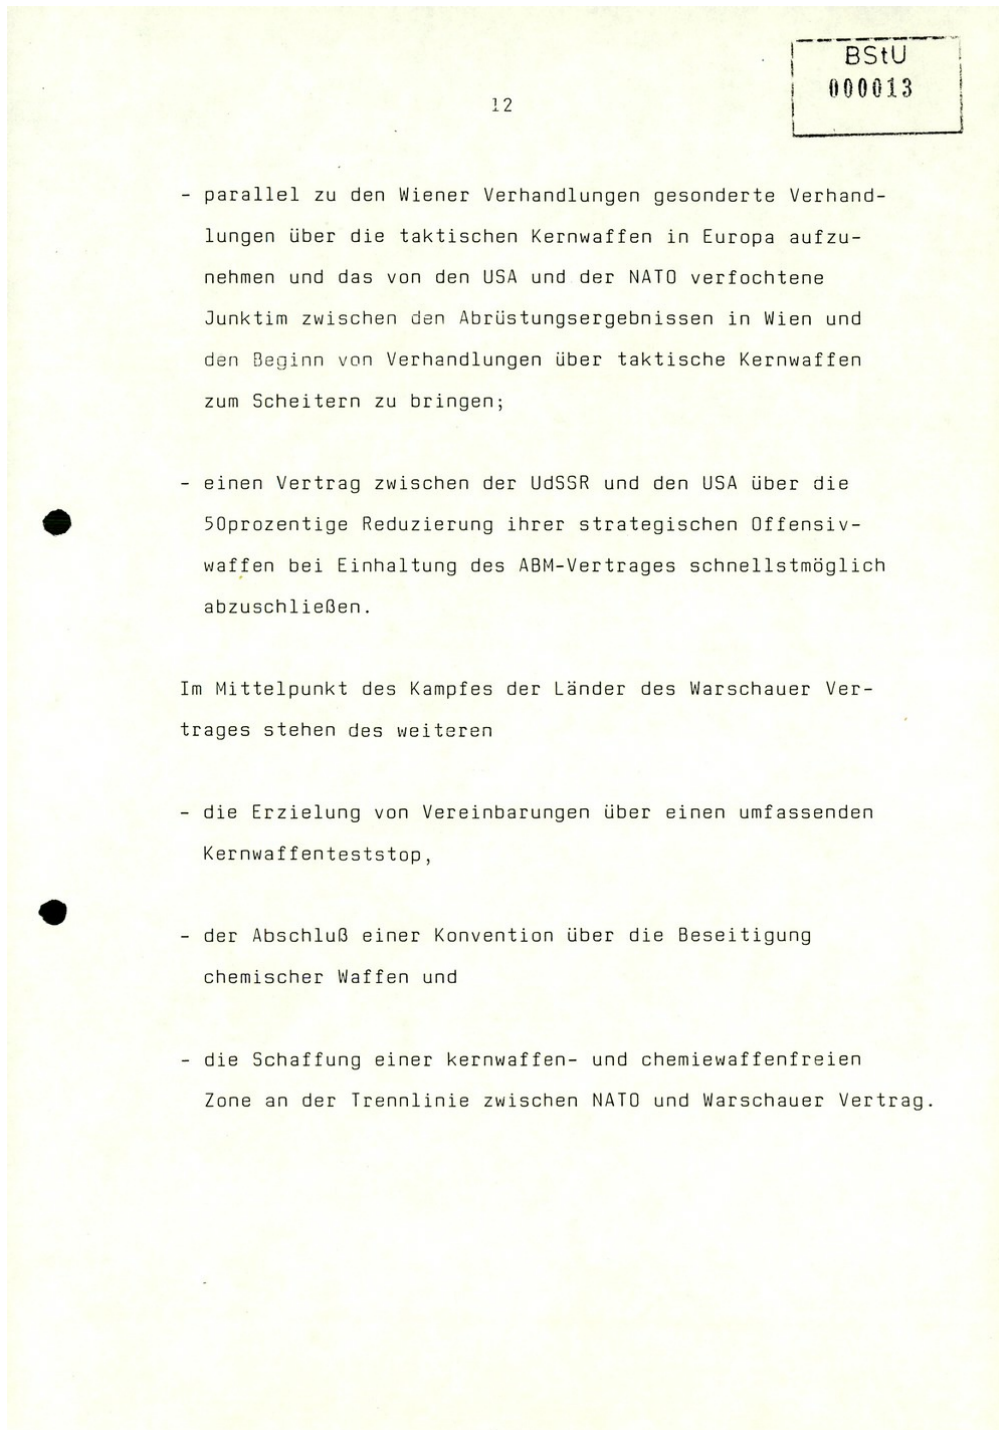 BStU
000013
12
- parallel zu den Wiener Verhandlungen gesonderte Verhand-
lungen über die taktischen Kernwaffen in Europa aufzu-
nehmen und das von den USA und der NATO verfochtene
Junktim zwischen den Abrüstungsergebnissen in Wien und
den Beginn von Verhandlungen über taktische Kernwaffen
zum Scheitern zu bringen;
- einen Vertrag zwischen der UdSSR und den USA über die
50prozentige Reduzierung ihrer strategischen Offensiv-
waffen bei Einhaltung des ABM-Vertrages schnellstmöglich
abzuschließen.
Im Mittelpunkt des Kampfes der Länder des Warschauer Ver-
trages stehen des weiteren
- die Erzielung von Vereinbarungen über einen umfassenden
Kernwaffenteststop,
- der Abschluß einer Konvention über die Beseitigung
chemischer Waffen und
- die Schaffung einer kernwaffen- und chemiewaffenfreien
Zone an der Trennlinie zwischen NATO und Warschauer Vertrag.